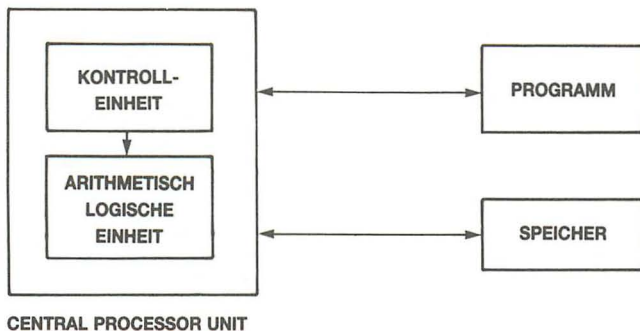 KONTROLL-
EINHEIT
ARITHMETISCH
LOGISCHE
EINHEIT
PROGRAMM
SPEICHER
CENTRAL PROCESSOR UNIT